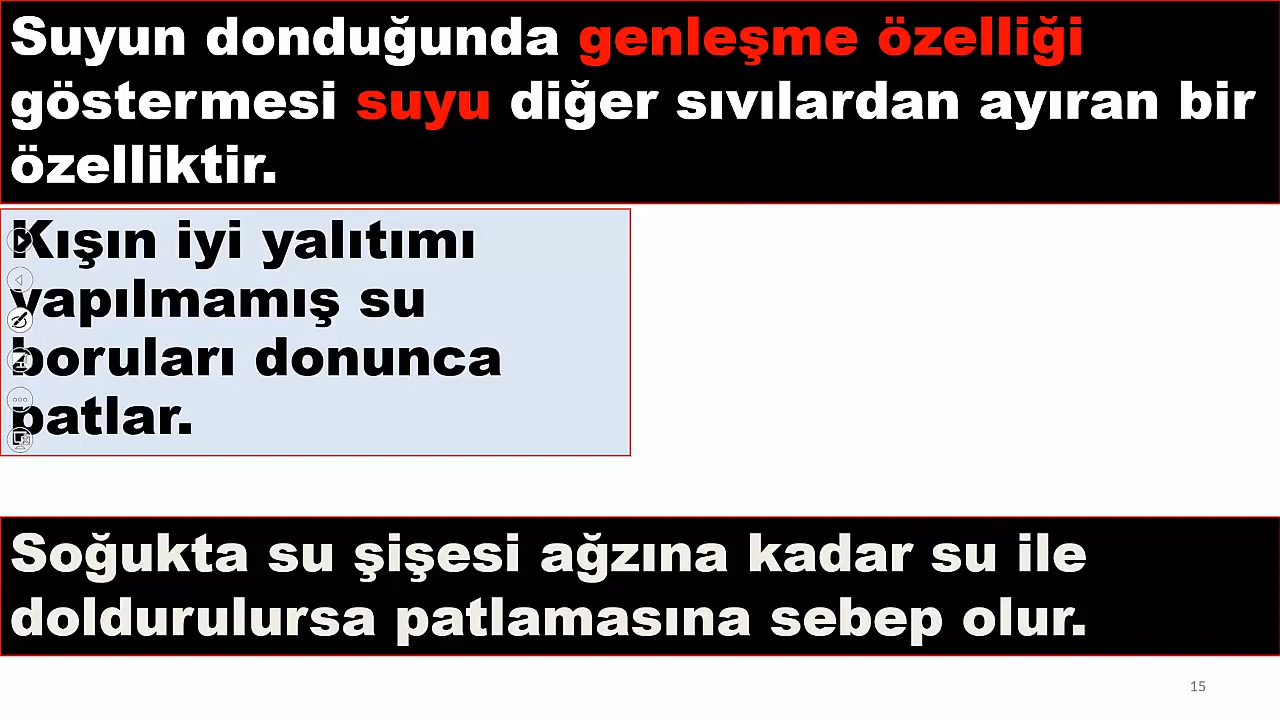 Suyun donduğunda genleşme özelliği
göstermesi suyu diğer sıvılardan ayıran bir
özelliktir.
Kışın iyi yalıtımı
yapılmamış su
boruları donunca
patlar.
Soğukta su şişesi ağzına kadar su ile
doldurulursa patlamasına sebep olur.
15